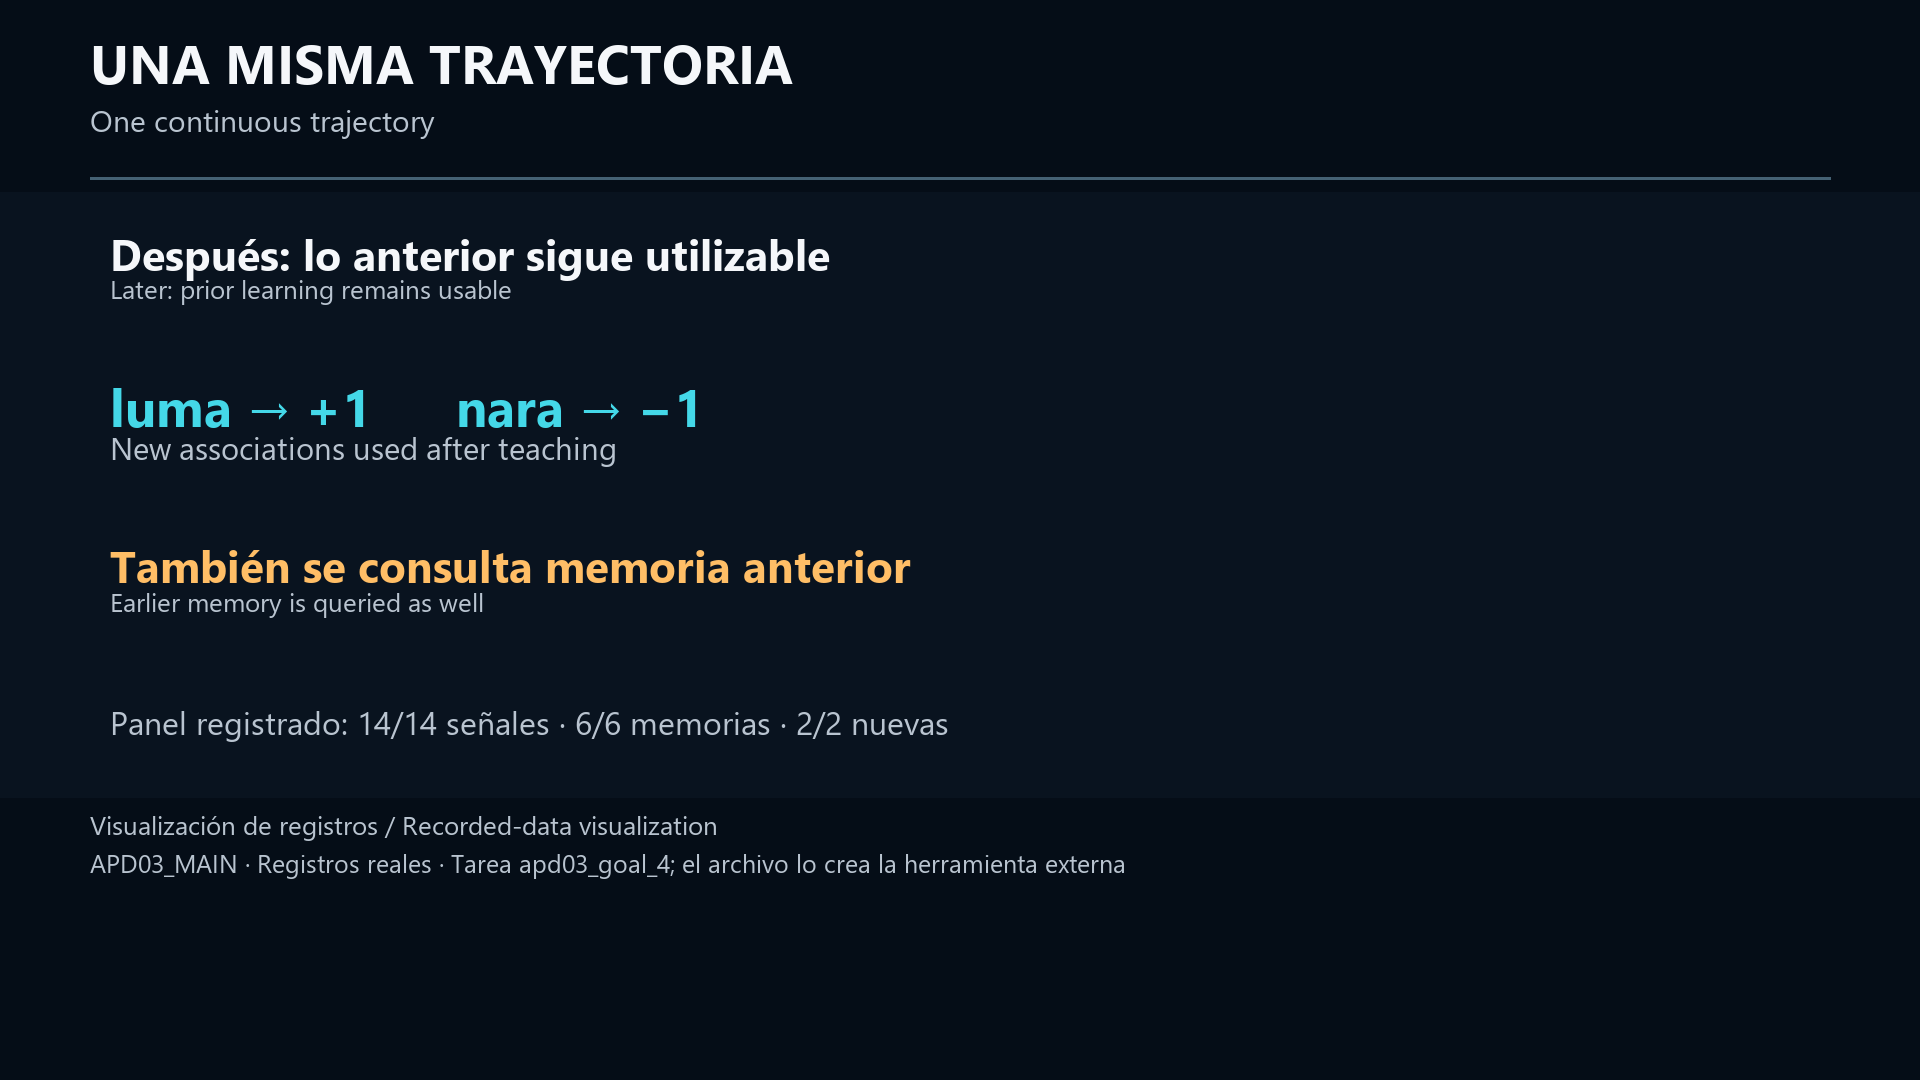 UNA MISMA TRAYECTORIA
One continuous trajectory
Después: lo anterior sigue utilizable
Later: prior learning remains usable
luma → +1 nara → −1
New associations used after teaching
También se consulta memoria anterior
Earlier memory is queried as well
Panel registrado: 14/14 señales · 6/6 memorias · 2/2 nuevas
Visualización de registros / Recorded-data visualization
APD03_MAIN · Registros reales · Tarea apd03_goal_4; el archivo lo crea la herramienta externa